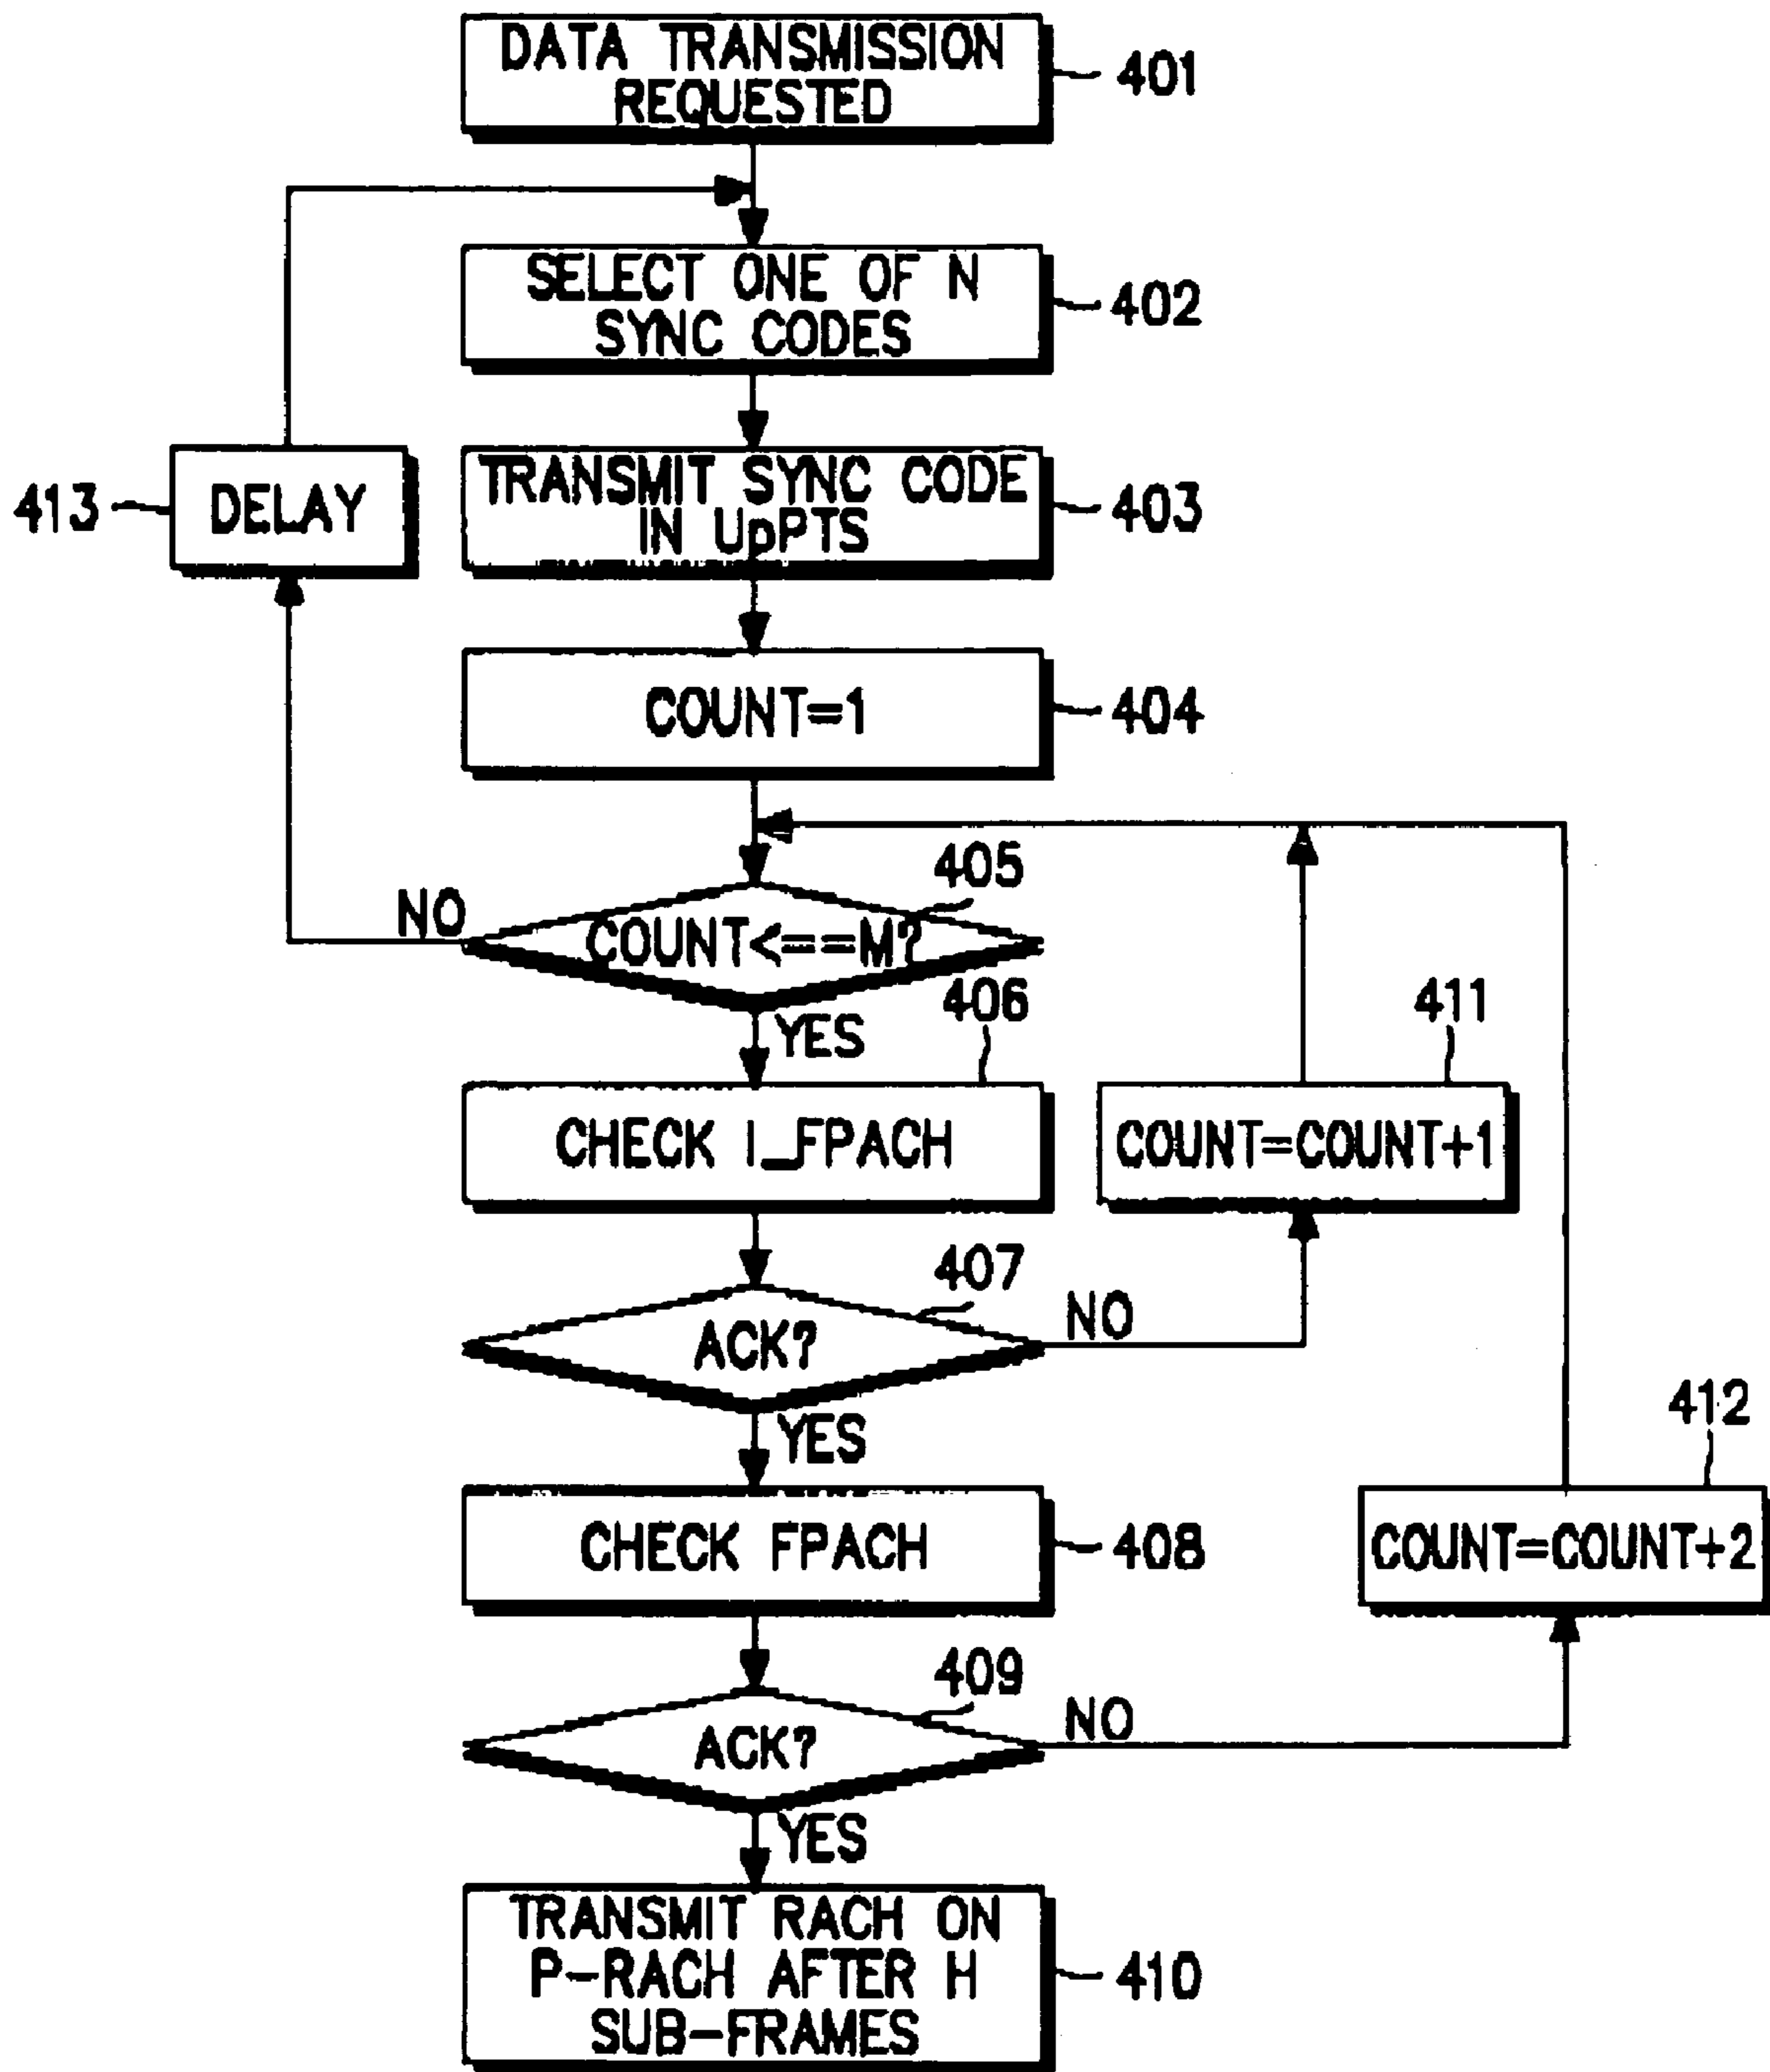 DATA TRANSMISSION
REQUESTED
401
SELECT ONE OF N
SYNC CODES
402
413
DELAY
TRANSMIT SYNC CODE
IN UpPTS
403
COUNT=1
404
405
NO
COUNT<==M?
YES
406
411
CHECK I_FPACH
COUNT=COUNT+1
407
ACK?
NO
YES
412
CHECK FPACH
408
COUNT=COUNT+2
409
ACK?
NO
YES
TRANSMIT RACH ON
P-RACH AFTER H
SUB-FRAMES
410